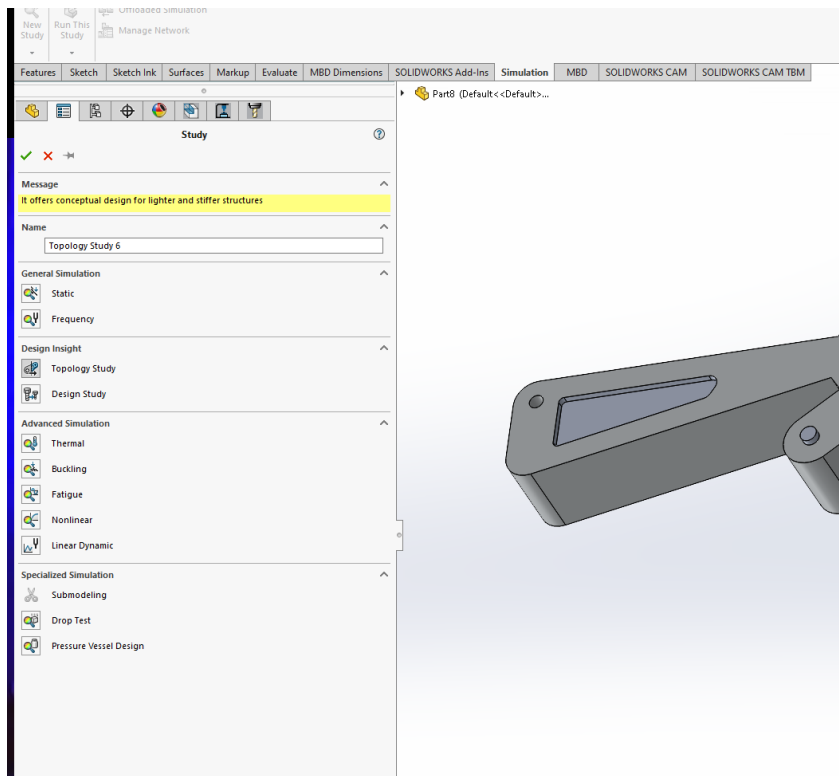 New Study
Run This Study
Offloaded Simulation
Manage Network
Features Sketch Sketch Ink Surfaces Markup Evaluate MBD Dimensions SOLIDWORKS Add-Ins Simulation MBD SOLIDWORKS CAM SOLIDWORKS CAM TBM
Part8 (Default<<Default>...
Study
Message
It offers conceptual design for lighter and stiffer structures
Name
Topology Study 6
General Simulation
Static
Frequency
Design Insight
Topology Study
Design Study
Advanced Simulation
Thermal
Buckling
Fatigue
Nonlinear
Linear Dynamic
Specialized Simulation
Submodeling
Drop Test
Pressure Vessel Design